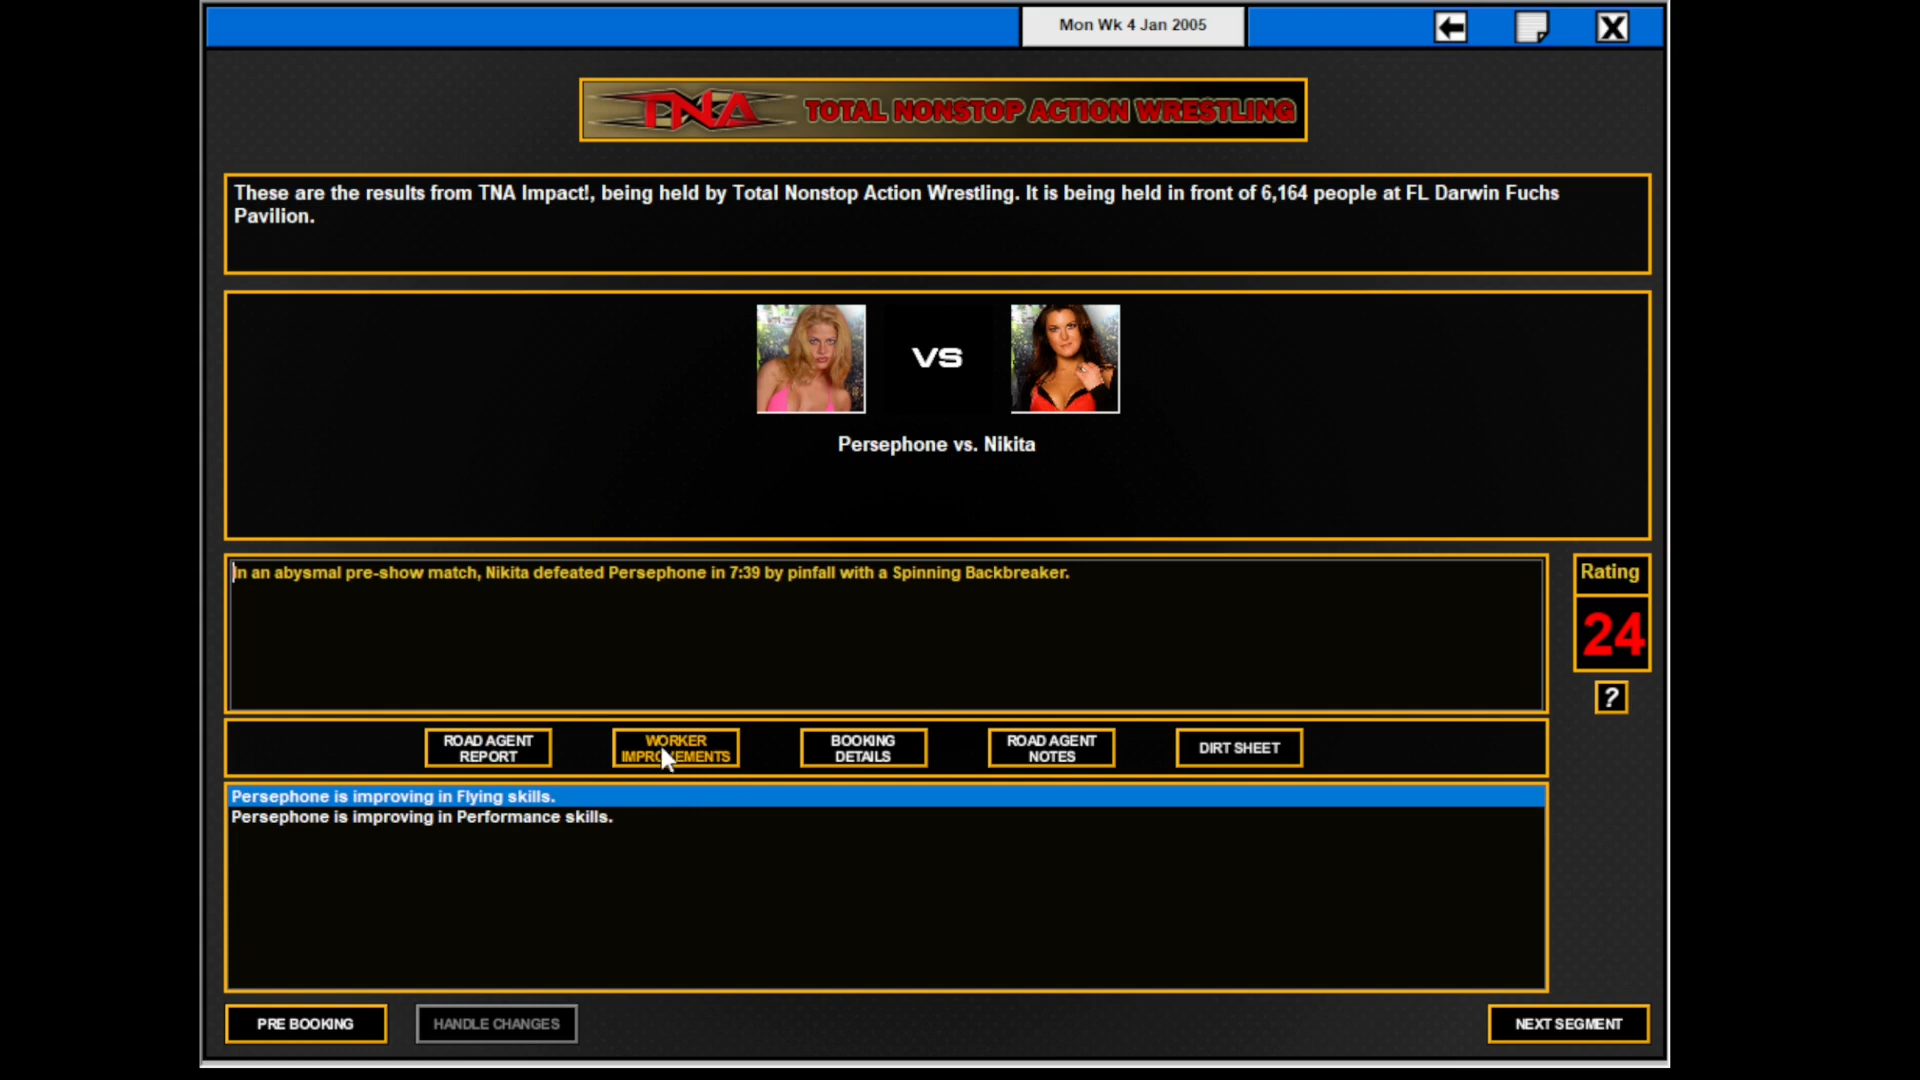 Mon Wk 4 Jan 2005
TNA TOTAL NONSTOP ACTION WRESTLING
These are the results from TNA Impact!, being held by Total Nonstop Action Wrestling. It is being held in front of 6,164 people at FL Darwin Fuchs
Pavilion.
VS
Persephone vs. Nikita
In an abysmal pre-show match, Nikita defeated Persephone in 7:39 by pinfall with a Spinning Backbreaker.
Rating
24
?
ROAD AGENT
REPORT
WORKER
IMPROVEMENTS
BOOKING
DETAILS
ROAD AGENT
NOTES
DIRT SHEET
Persephone is improving in Flying skills.
Persephone is improving in Performance skills.
PRE BOOKING
HANDLE CHANGES
NEXT SEGMENT